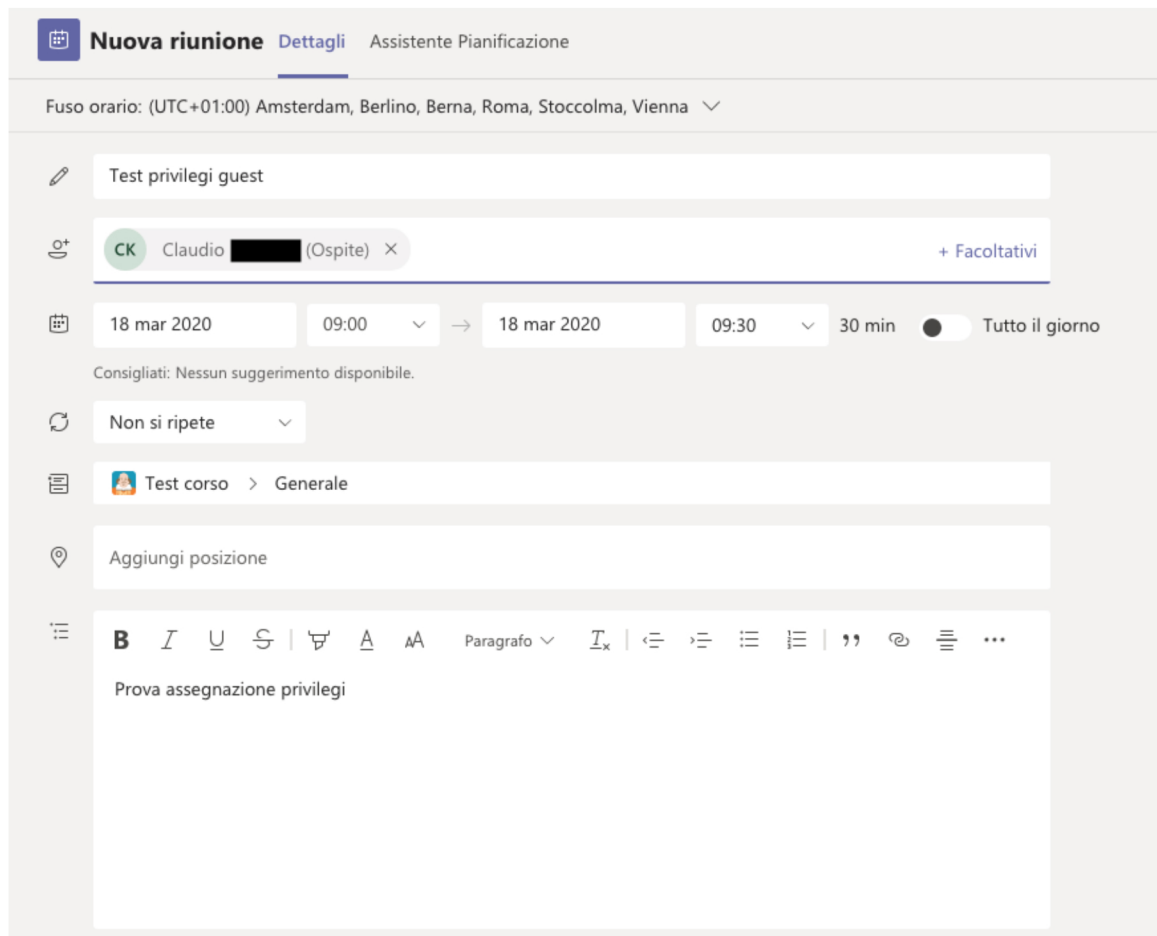 Nuova riunione Dettagli Assistente Pianificazione
Fuso orario: (UTC+01:00) Amsterdam, Berlino, Berna, Roma, Stoccolma, Vienna
Test privilegi guest
CK Claudio (Ospite) × + Facoltativi
18 mar 2020 09:00 → 18 mar 2020 09:30 30 min Tutto il giorno
Consigliati: Nessun suggerimento disponibile.
Non si ripete
Test corso > Generale
Aggiungi posizione
B I U S A AA Paragrafo Tx
Prova assegnazione privilegi